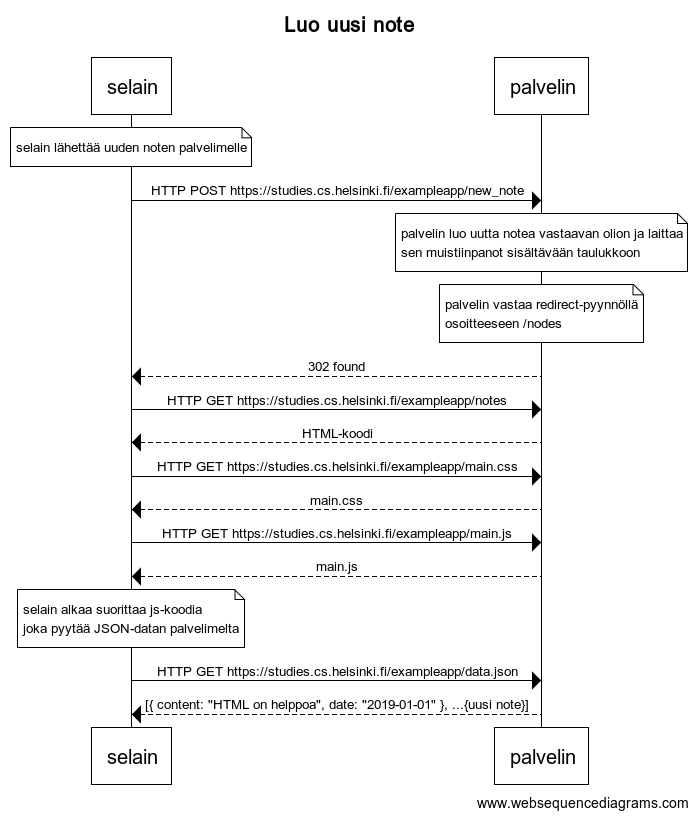 Luo uusi note
selain
palvelin
selain lähettää uuden noten palvelimelle
HTTP POST https://studies.cs.helsinki.fi/exampleapp/new_note
palvelin luo uutta notea vastaavan olion ja laittaa
sen muistiinpanot sisältävään taulukkoon
palvelin vastaa redirect-pyynnöllä
osoitteeseen /nodes
302 found
HTTP GET https://studies.cs.helsinki.fi/exampleapp/notes
HTML-koodi
HTTP GET https://studies.cs.helsinki.fi/exampleapp/main.css
main.css
HTTP GET https://studies.cs.helsinki.fi/exampleapp/main.js
main.js
selain alkaa suorittaa js-koodia
joka pyytää JSON-datan palvelimelta
HTTP GET https://studies.cs.helsinki.fi/exampleapp/data.json
[{ content: "HTML on helppoa", date: "2019-01-01" }, ...{uusi note}]
selain
palvelin
www.websequencediagrams.com